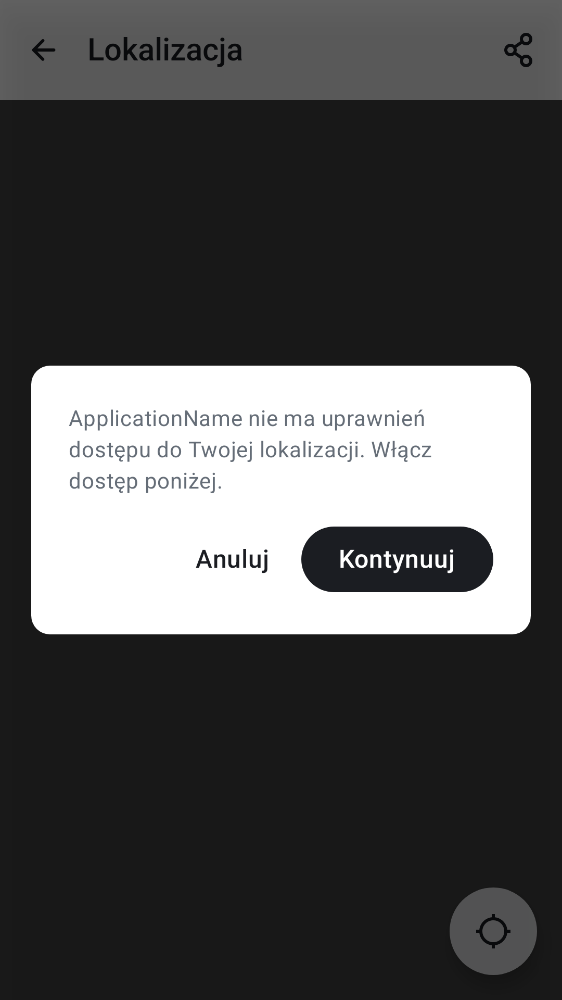 Lokalizacja
ApplicationName nie ma uprawnień
dostępu do Twojej lokalizacji. Włącz
dostęp poniżej.
Anuluj
Kontynuuj